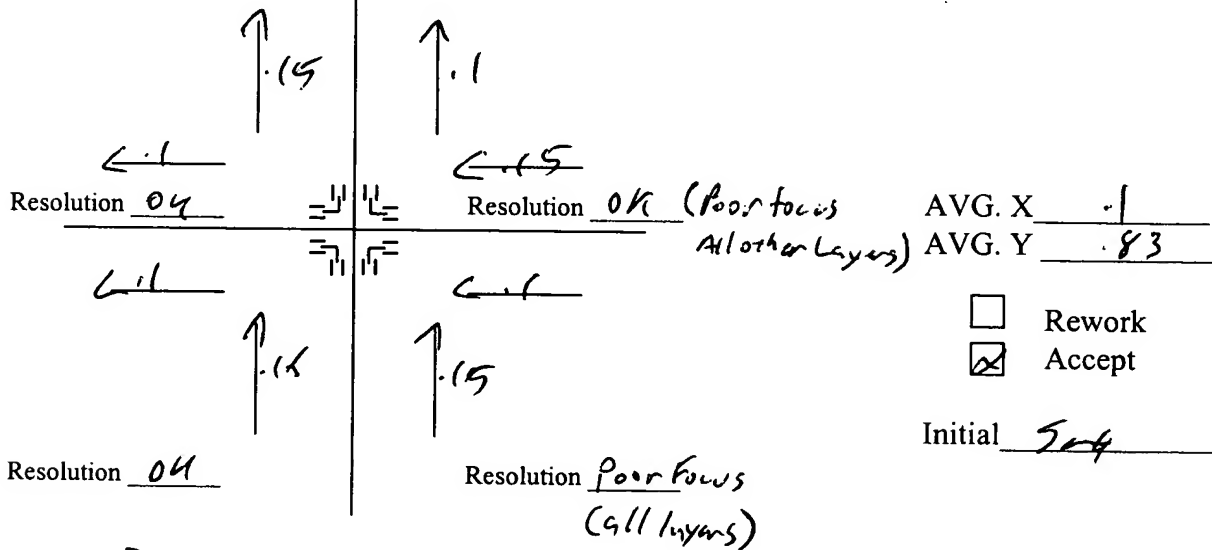 .15 .1
.1 .15
Resolution OK Resolution OK (Poor focus AVG. X .1
All other Layers) AVG. Y .83
.1 .1
Rework
.15 .15 Accept
Initial
Resolution OK Resolution Poor Focus
(all layers)